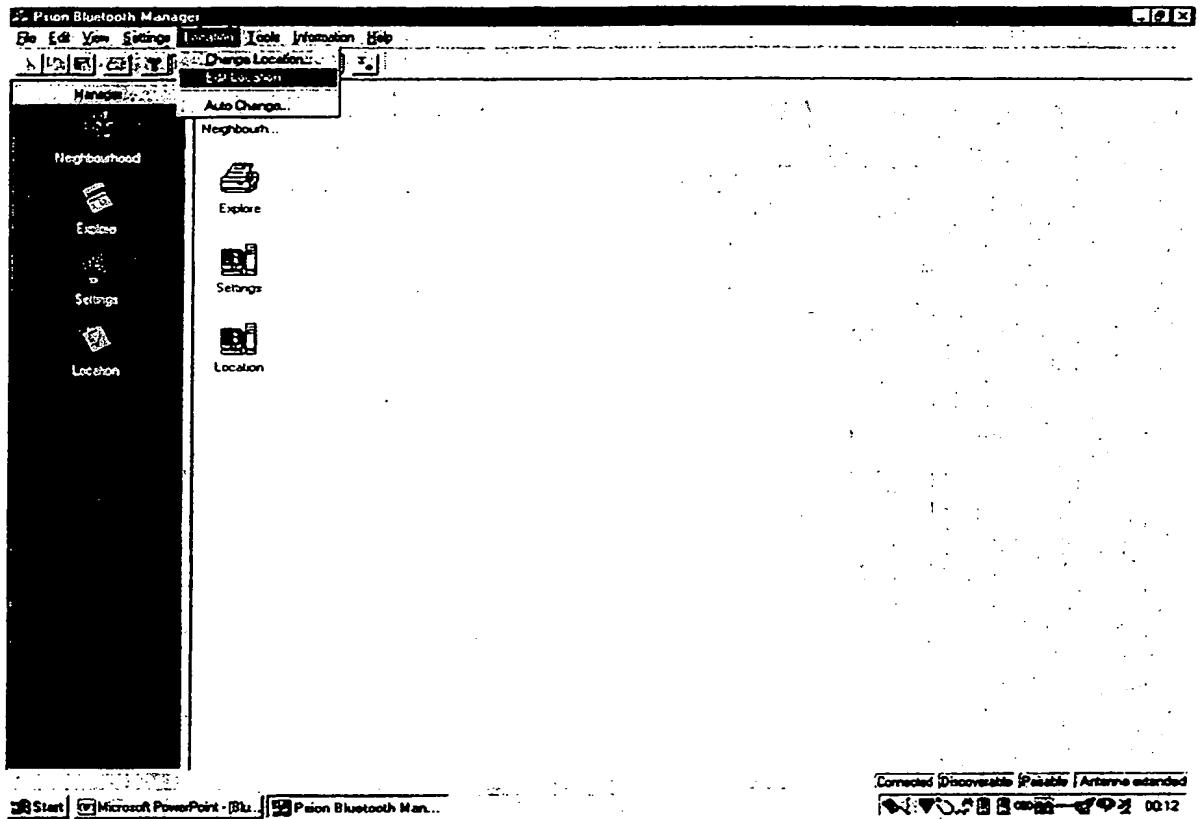 Psion Bluetooth Manager
File Edit View Settings Location Tools Information Help
Change Location...
Edit Location
Auto Change...
Manager
Neighbourhood
Explore
Settings
Location
Neighbourh...
Explore
Settings
Location
Connected Discoverable Pairable Antenna extended
Start Microsoft PowerPoint - [Blu... Psion Bluetooth Man... 00:12